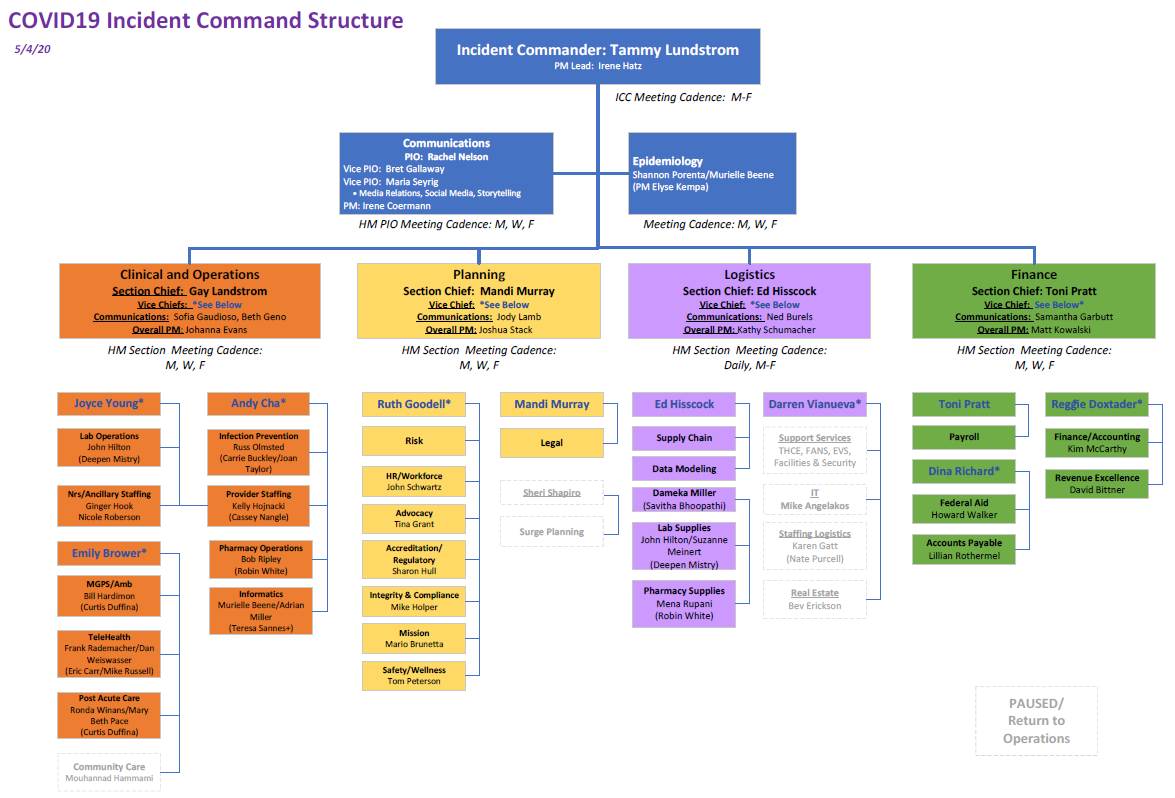 COVID19 Incident Command Structure
5/4/20
Incident Commander: Tammy Lundstrom
PM Lead: Irene Hatz
ICC Meeting Cadence: M-F
Communications
PIO: Rachel Nelson
Vice PIO: Bret Gallaway
Vice PIO: Maria Seyrig
• Media Relations, Social Media, Storytelling
PM: Irene Coermann
HM PIO Meeting Cadence: M, W, F
Epidemiology
Shannon Porenta/Murielle Beene
(PM Elyse Kempa)
Meeting Cadence: M, W, F
Clinical and Operations
Section Chief: Gay Landstrom
Vice Chiefs: *See Below
Communications: Sofia Gaudioso, Beth Geno
Overall PM: Johanna Evans
HM Section Meeting Cadence:
M, W, F
Planning
Section Chief: Mandi Murray
Vice Chief: *See Below
Communications: Jody Lamb
Overall PM: Joshua Stack
HM Section Meeting Cadence:
M, W, F
Logistics
Section Chief: Ed Hisscock
Vice Chief: *See Below
Communications: Ned Burels
Overall PM: Kathy Schumacher
HM Section Meeting Cadence:
Daily, M-F
Finance
Section Chief: Toni Pratt
Vice Chief: See Below*
Communications: Samantha Garbutt
Overall PM: Matt Kowalski
HM Section Meeting Cadence:
M, W, F
Joyce Young*
Lab Operations
John Hilton
(Deepen Mistry)
Nrs/Ancillary Staffing
Ginger Hook
Nicole Roberson
Emily Brower*
MGPS/Amb
Bill Hardimon
(Curtis Duffina)
TeleHealth
Frank Rademacher/Dan
Weiswasser
(Eric Carr/Mike Russell)
Post Acute Care
Ronda Winans/Mary
Beth Pace
(Curtis Duffina)
Community Care
Mouhannad Hammami
Andy Cha*
Infection Prevention
Russ Olmsted
(Carrie Buckley/Joan
Taylor)
Provider Staffing
Kelly Hojnacki
(Cassey Nangle)
Pharmacy Operations
Bob Ripley
(Robin White)
Informatics
Murielle Beene/Adrian
Miller
(Teresa Sannes+)
Ruth Goodell*
Risk
HR/Workforce
John Schwartz
Advocacy
Tina Grant
Accreditation/
Regulatory
Sharon Hull
Integrity & Compliance
Mike Holper
Mission
Mario Brunetta
Safety/Wellness
Tom Peterson
Mandi Murray
Legal
Sheri Shapiro
Surge Planning
Ed Hisscock
Supply Chain
Data Modeling
Dameka Miller
(Savitha Bhoopathi)
Lab Supplies
John Hilton/Suzanne
Meinert
(Deepen Mistry)
Pharmacy Supplies
Mena Rupani
(Robin White)
Darren Vianueva*
Support Services
THCE, FANS, EVS,
Facilities & Security
IT
Mike Angelakos
Staffing Logistics
Karen Gatt
(Nate Purcell)
Real Estate
Bev Erickson
Toni Pratt
Payroll
Dina Richard*
Federal Aid
Howard Walker
Accounts Payable
Lillian Rothermel
Reggie Doxtader*
Finance/Accounting
Kim McCarthy
Revenue Excellence
David Bittner
PAUSED/
Return to
Operations